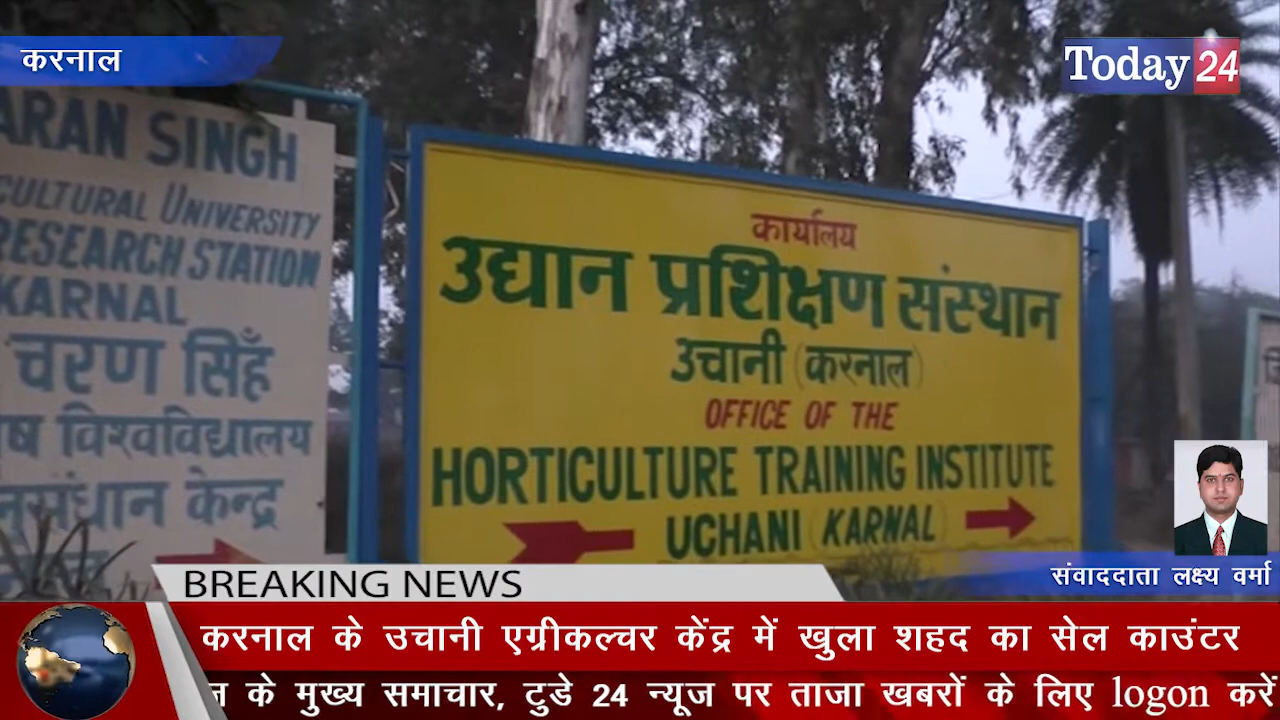 करनाल
Today 24
ARAN SINGH
CULTURAL UNIVERSITY
RESEARCH STATION
KARNAL
चरण सिहँ
विश्वविद्यालय
केन्द्र
कार्यालय
उद्यान प्रशिक्षण संस्थान
उचानी (करनाल)
OFFICE OF THE
HORTICULTURE TRAINING INSTITUTE
UCHANI (KARNAL)
संवाददाता लक्ष्य वर्मा
BREAKING NEWS
करनाल के उचानी एग्रीकल्चर केंद्र में खुला शहद का सेल काउंटर
के मुख्य समाचार, टुडे 24 न्यूज पर ताजा खबरों के लिए logon करें